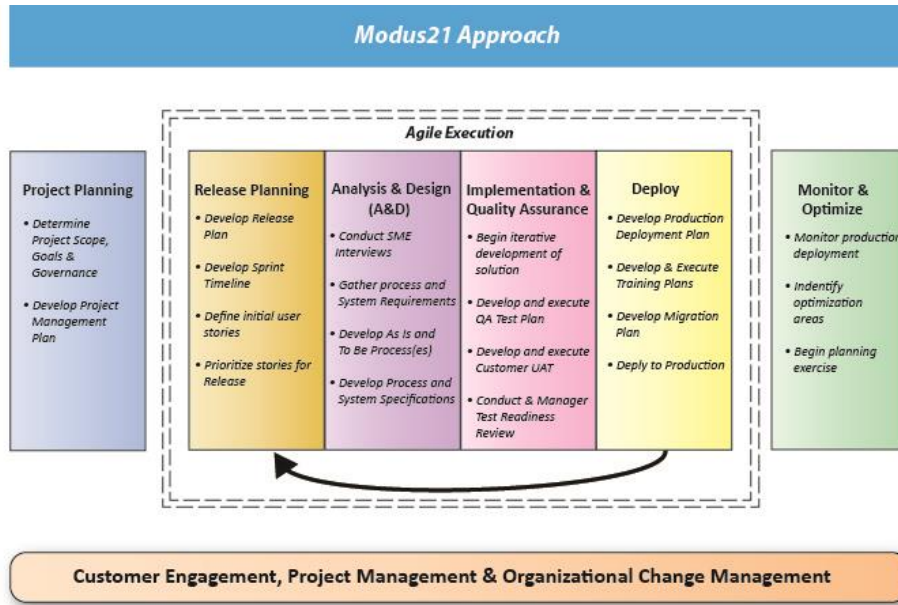 Modus21 Approach
Agile Execution
Project Planning
• Determine
Project Scope,
Goals &
Governance
• Develop Project
Management
Plan
Release Planning
• Develop Release
Plan
• Develop Sprint
Timeline
• Define initial user
stories
• Prioritize stories for
Release
Analysis & Design
(A&D)
• Conduct SME
Interviews
• Gather process and
System Requirements
• Develop As Is and
To Be Process(es)
• Develop Process and
System Specifications
Implementation &
Quality Assurance
• Begin iterative
development of
solution
• Develop and execute
QA Test Plan
• Develop and execute
Customer UAT
• Conduct & Manager
Test Readiness
Review
Deploy
• Develop Production
Deployment Plan
• Develop & Execute
Training Plans
• Develop Migration
Plan
• Deply to Production
Monitor &
Optimize
• Monitor production
deployment
• Indentify
optimization
areas
• Begin planning
exercise
Customer Engagement, Project Management & Organizational Change Management